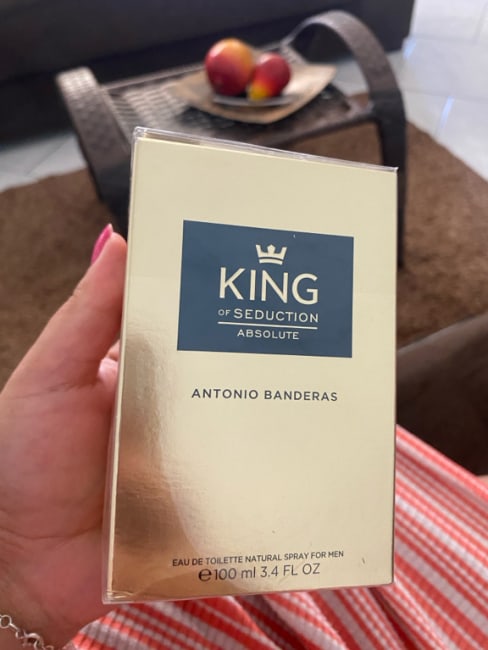 KING
OF SEDUCTION
ABSOLUTE
ANTONIO BANDERAS
EAU DE TOILETTE NATURAL SPRAY FOR MEN
℮100 ml 3.4 FL OZ